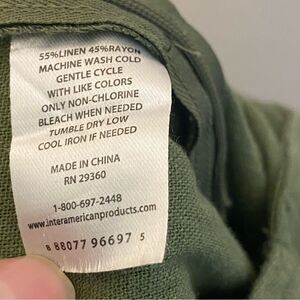 55%LINEN 45%RAYON
MACHINE WASH COLD
GENTLE CYCLE
WITH LIKE COLORS
ONLY NON-CHLORINE
BLEACH WHEN NEEDED
TUMBLE DRY LOW
COOL IRON IF NEEDED
MADE IN CHINA
RN 29360
1-800-697-2448
www.interamericanproducts.com
8 88077 96697 5